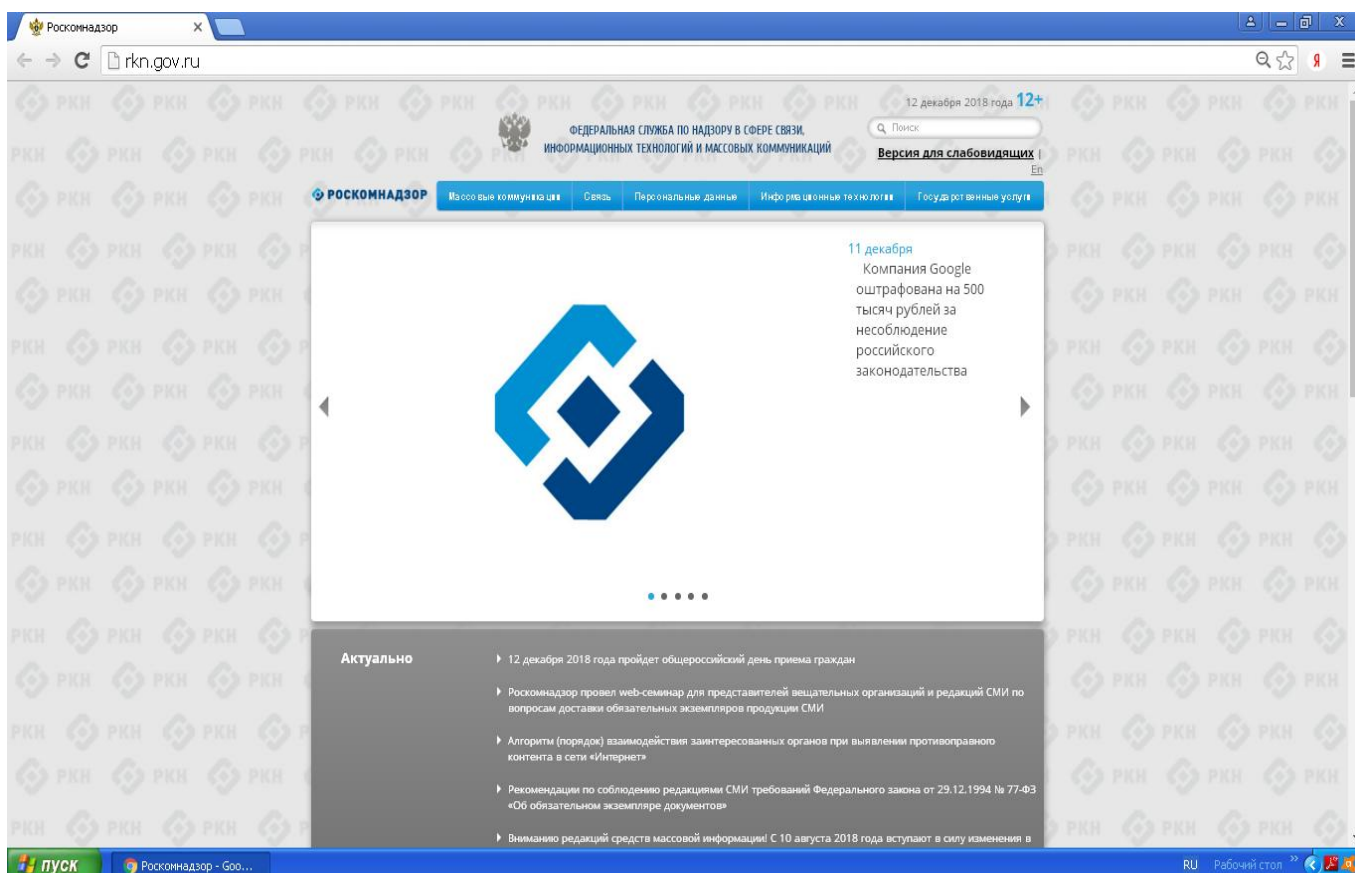 Роскомнадзор
rkn.gov.ru
Я
12 декабря 2018 года 12+
ФЕДЕРАЛЬНАЯ СЛУЖБА ПО НАДЗОРУ В СФЕРЕ СВЯЗИ,
ИНФОРМАЦИОННЫХ ТЕХНОЛОГИЙ И МАССОВЫХ КОММУНИКАЦИЙ
Поиск
Версия для слабовидящих |
En
РОСКОМНАДЗОР
Массовые коммуникации
Связь
Персональные данные
Информационные технологии
Государственные услуги
11 декабря
Компания Google
оштрафована на 500
тысяч рублей за
несоблюдение
российского
законодательства
Актуально
12 декабря 2018 года пройдет общероссийский день приема граждан
Роскомнадзор провел web-семинар для представителей вещательных организаций и редакций СМИ по
вопросам доставки обязательных экземпляров продукции СМИ
Алгоритм (порядок) взаимодействия заинтересованных органов при выявлении противоправного
контента в сети «Интернет»
Рекомендации по соблюдению редакциями СМИ требований Федерального закона от 29.12.1994 № 77-ФЗ
«Об обязательном экземпляре документов»
Вниманию редакций средств массовой информации! С 10 августа 2018 года вступают в силу изменения в
РКН
пуск
Роскомнадзор - Goo...
RU
Рабочий стол